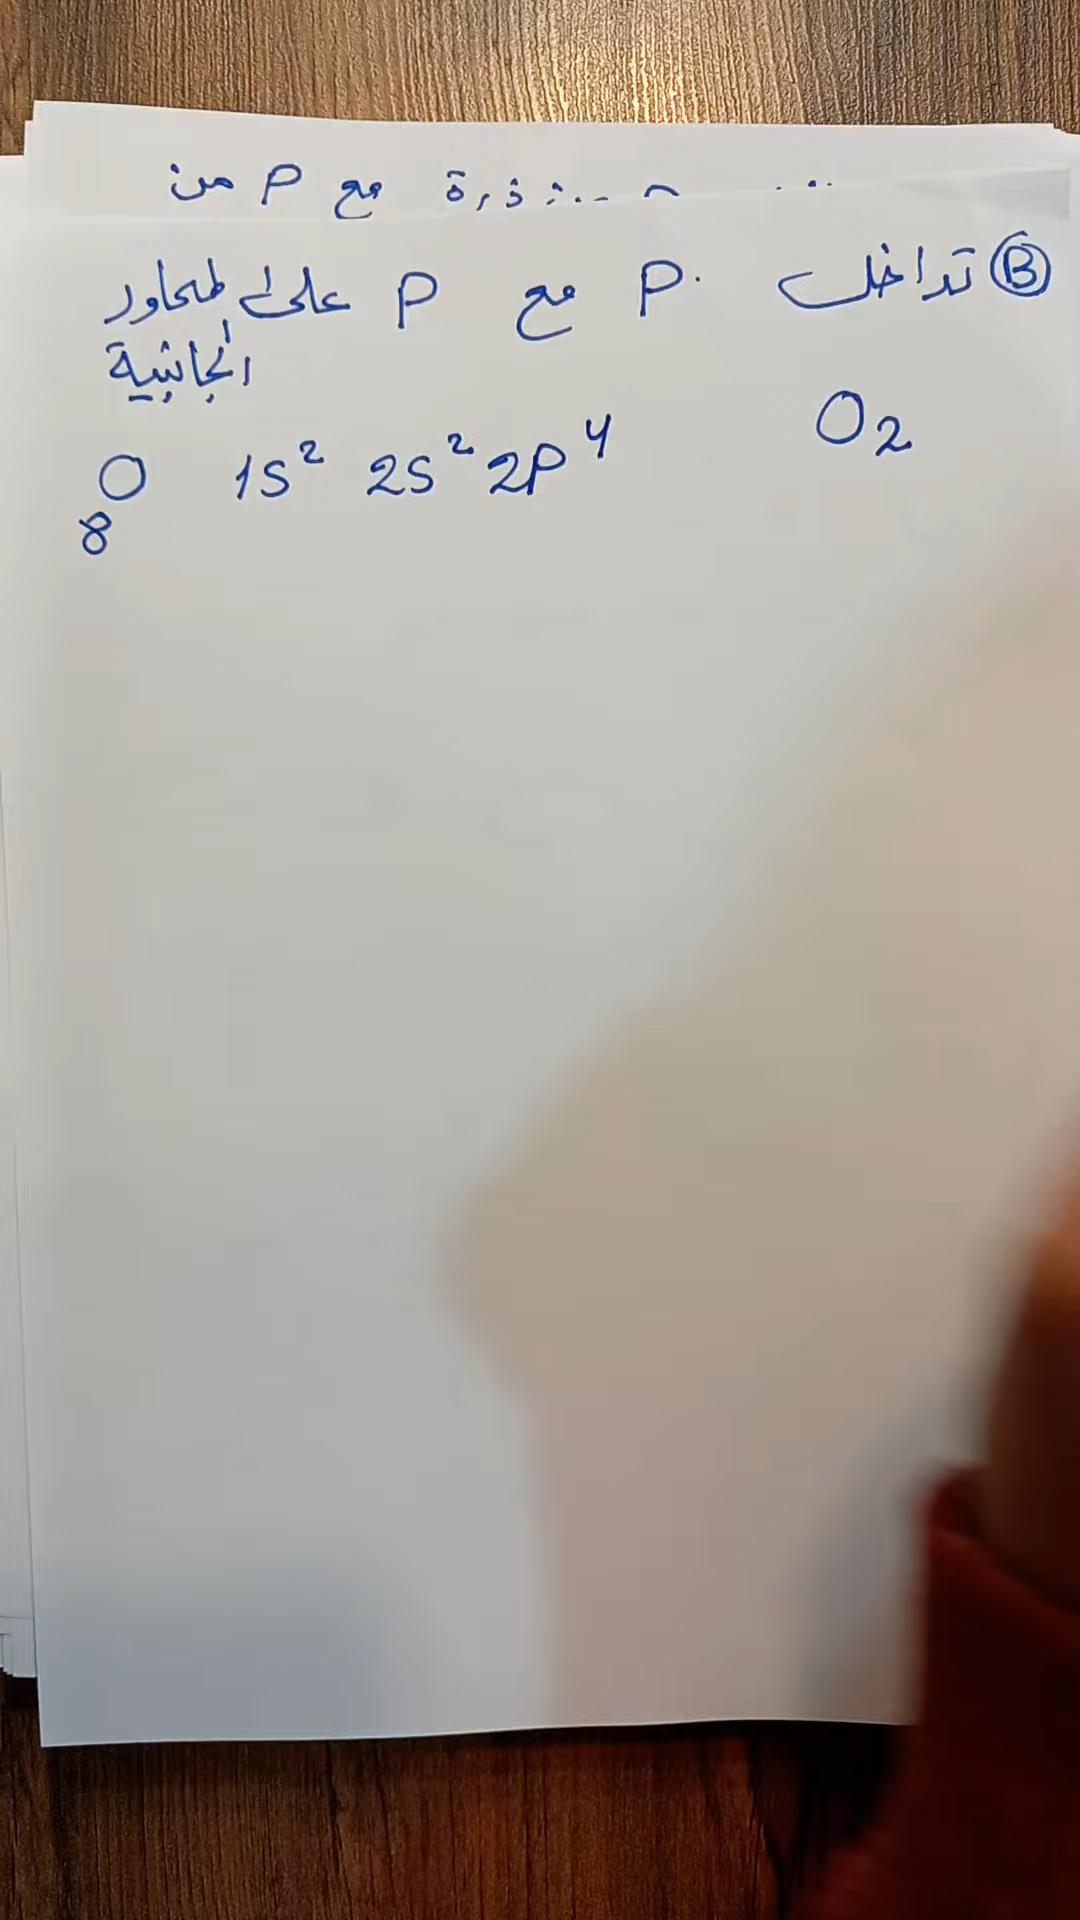 ذرة مع P من
Ⓑ تداخل P مع P على المحاور
الجانبية
O₂
₈O 1S² 2S² 2P⁴